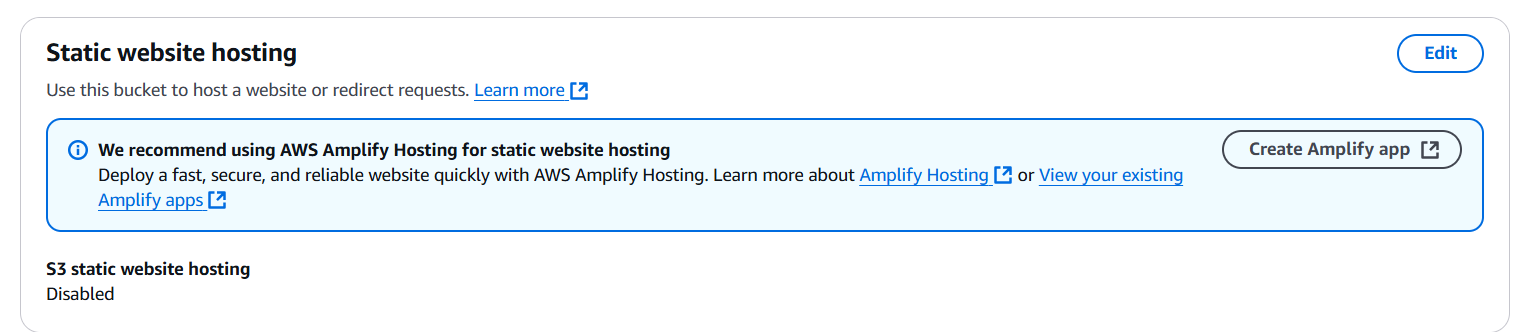 Static website hosting
Edit
Use this bucket to host a website or redirect requests. Learn more
We recommend using AWS Amplify Hosting for static website hosting
Create Amplify app
Deploy a fast, secure, and reliable website quickly with AWS Amplify Hosting. Learn more about Amplify Hosting or View your existing
Amplify apps
S3 static website hosting
Disabled